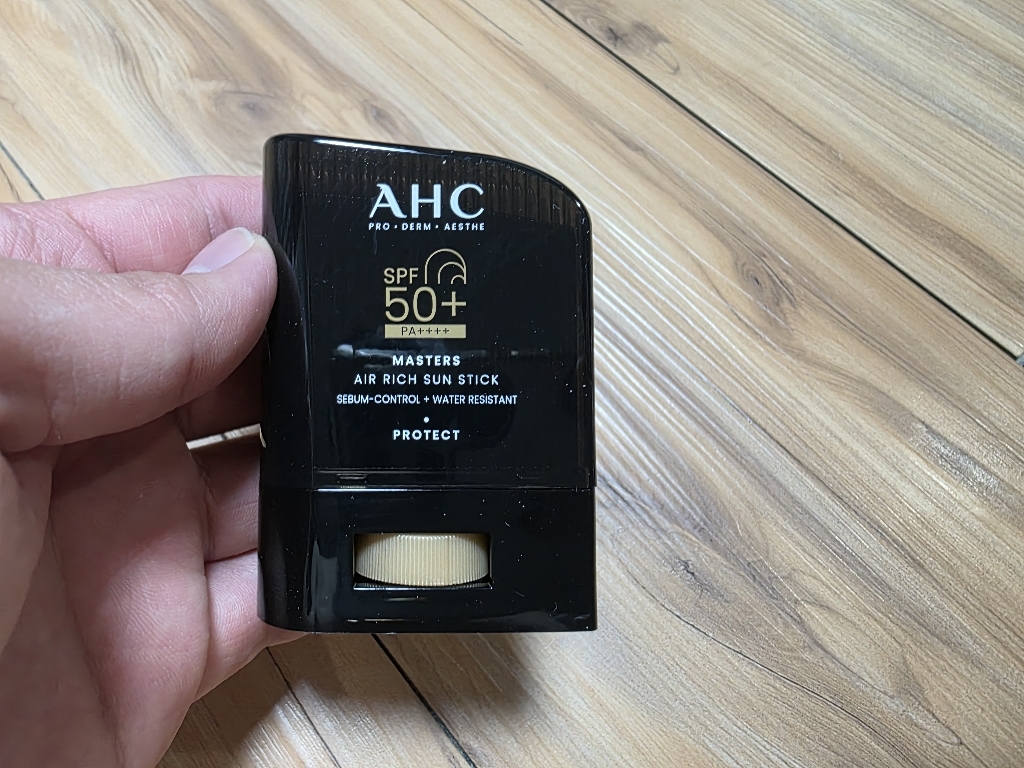 AHC
PRO • DERM • AESTHE
SPF
50+
PA++++
MASTERS
AIR RICH SUN STICK
SEBUM-CONTROL + WATER RESISTANT
•
PROTECT